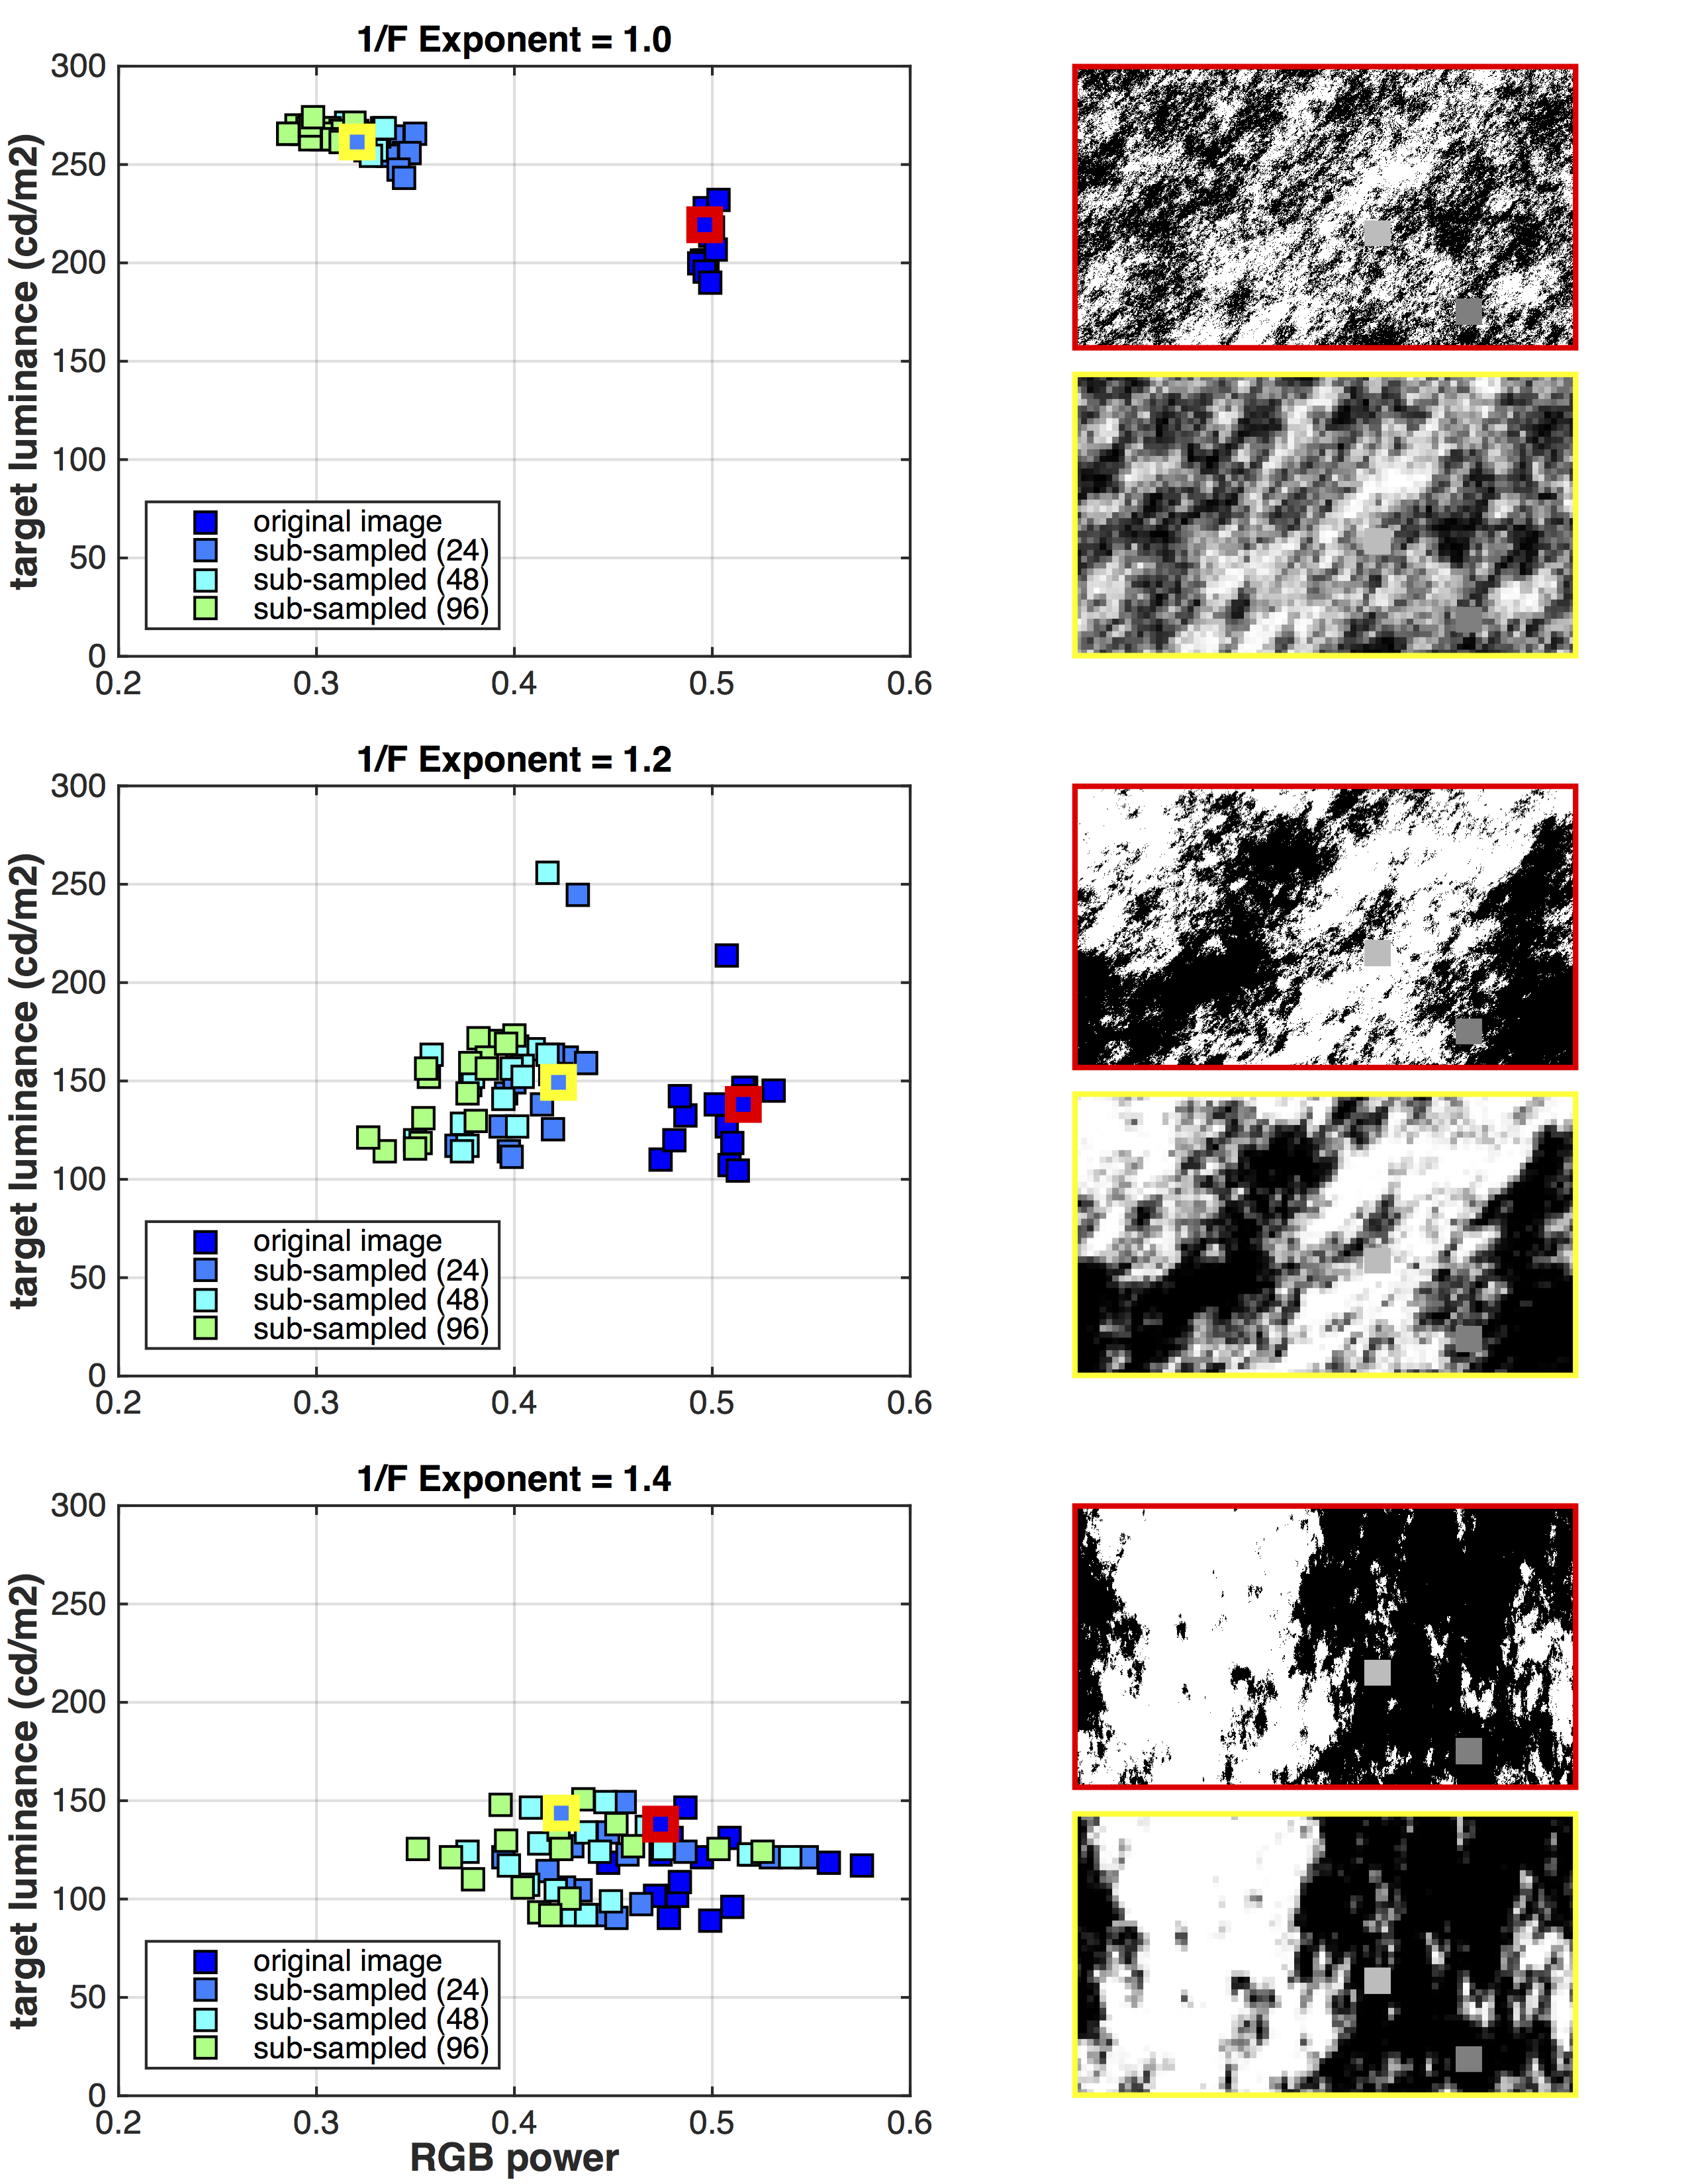 1/F Exponent = 1.0
target luminance (cd/m2)
300
250
200
150
100
50
0
original image
sub-sampled (24)
sub-sampled (48)
sub-sampled (96)
0.2 0.3 0.4 0.5 0.6
1/F Exponent = 1.2
target luminance (cd/m2)
300
250
200
150
100
50
0
original image
sub-sampled (24)
sub-sampled (48)
sub-sampled (96)
0.2 0.3 0.4 0.5 0.6
1/F Exponent = 1.4
target luminance (cd/m2)
300
250
200
150
100
50
0
original image
sub-sampled (24)
sub-sampled (48)
sub-sampled (96)
0.2 0.3 0.4 0.5 0.6
RGB power